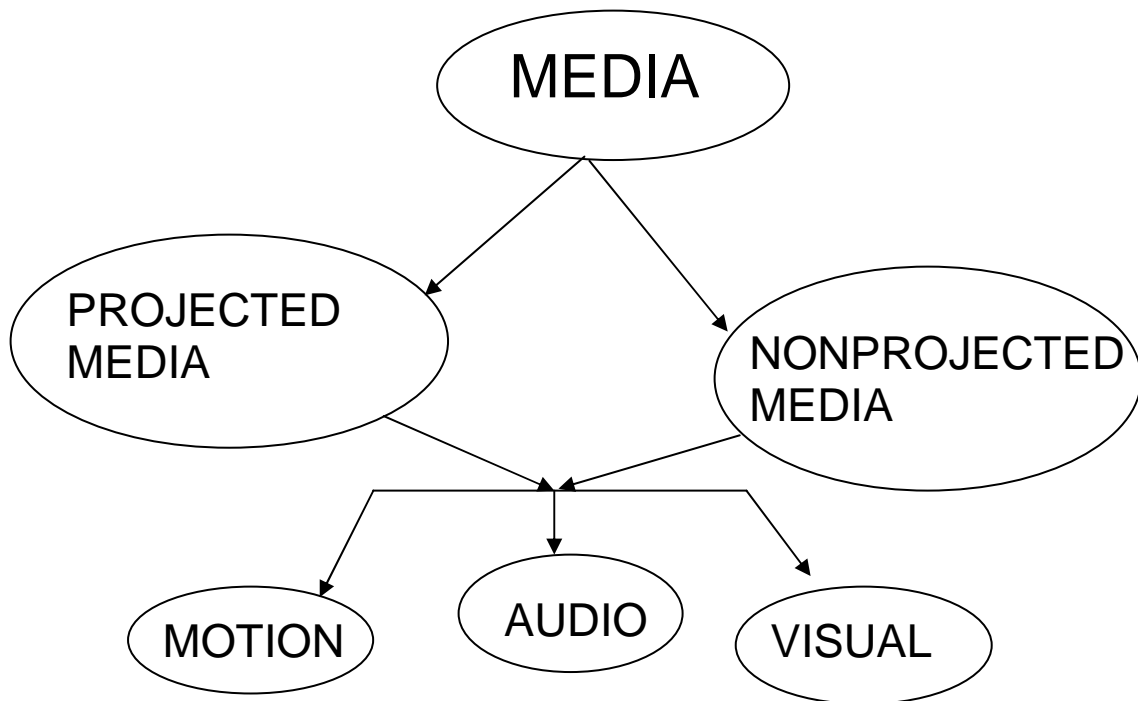 MEDIA
PROJECTED
MEDIA
NONPROJECTED
MEDIA
MOTION
AUDIO
VISUAL